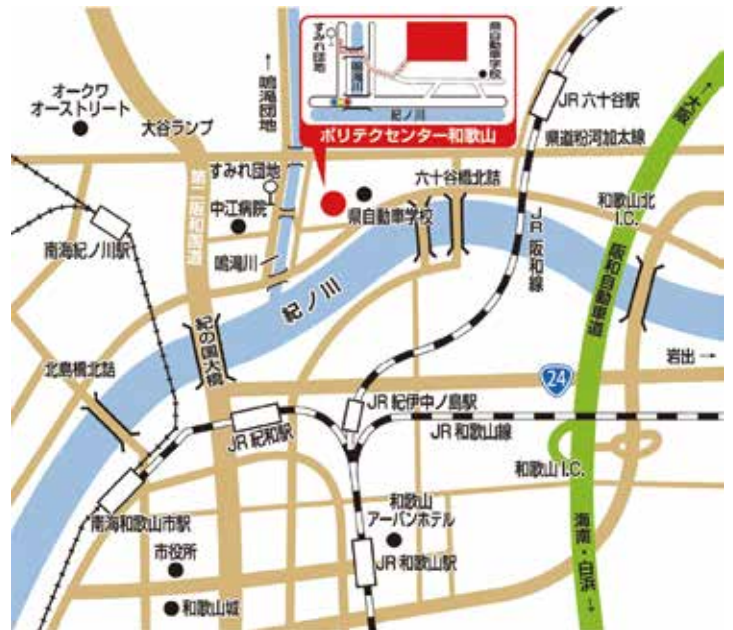 オークワ
オーストリート
大谷ランプ
第二阪和国道
←鳴滝団地
すみれ団地
鳴滝川
県自動車学校
紀ノ川
ポリテクセンター和歌山
JR 六十谷駅
県道粉河加太線
←大阪
すみれ団地
中江病院
県自動車学校
六十谷橋北詰
和歌山北
I.C.
南海紀ノ川駅
鳴滝川
紀ノ川
JR 阪和線
阪和自動車道
北島橋北詰
紀の国大橋
岩出→
24
JR 紀和駅
JR 紀伊中ノ島駅
JR 和歌山線
和歌山 I.C.
南海和歌山市駅
和歌山
アーバンホテル
海南・白浜→
市役所
JR 和歌山駅
和歌山城